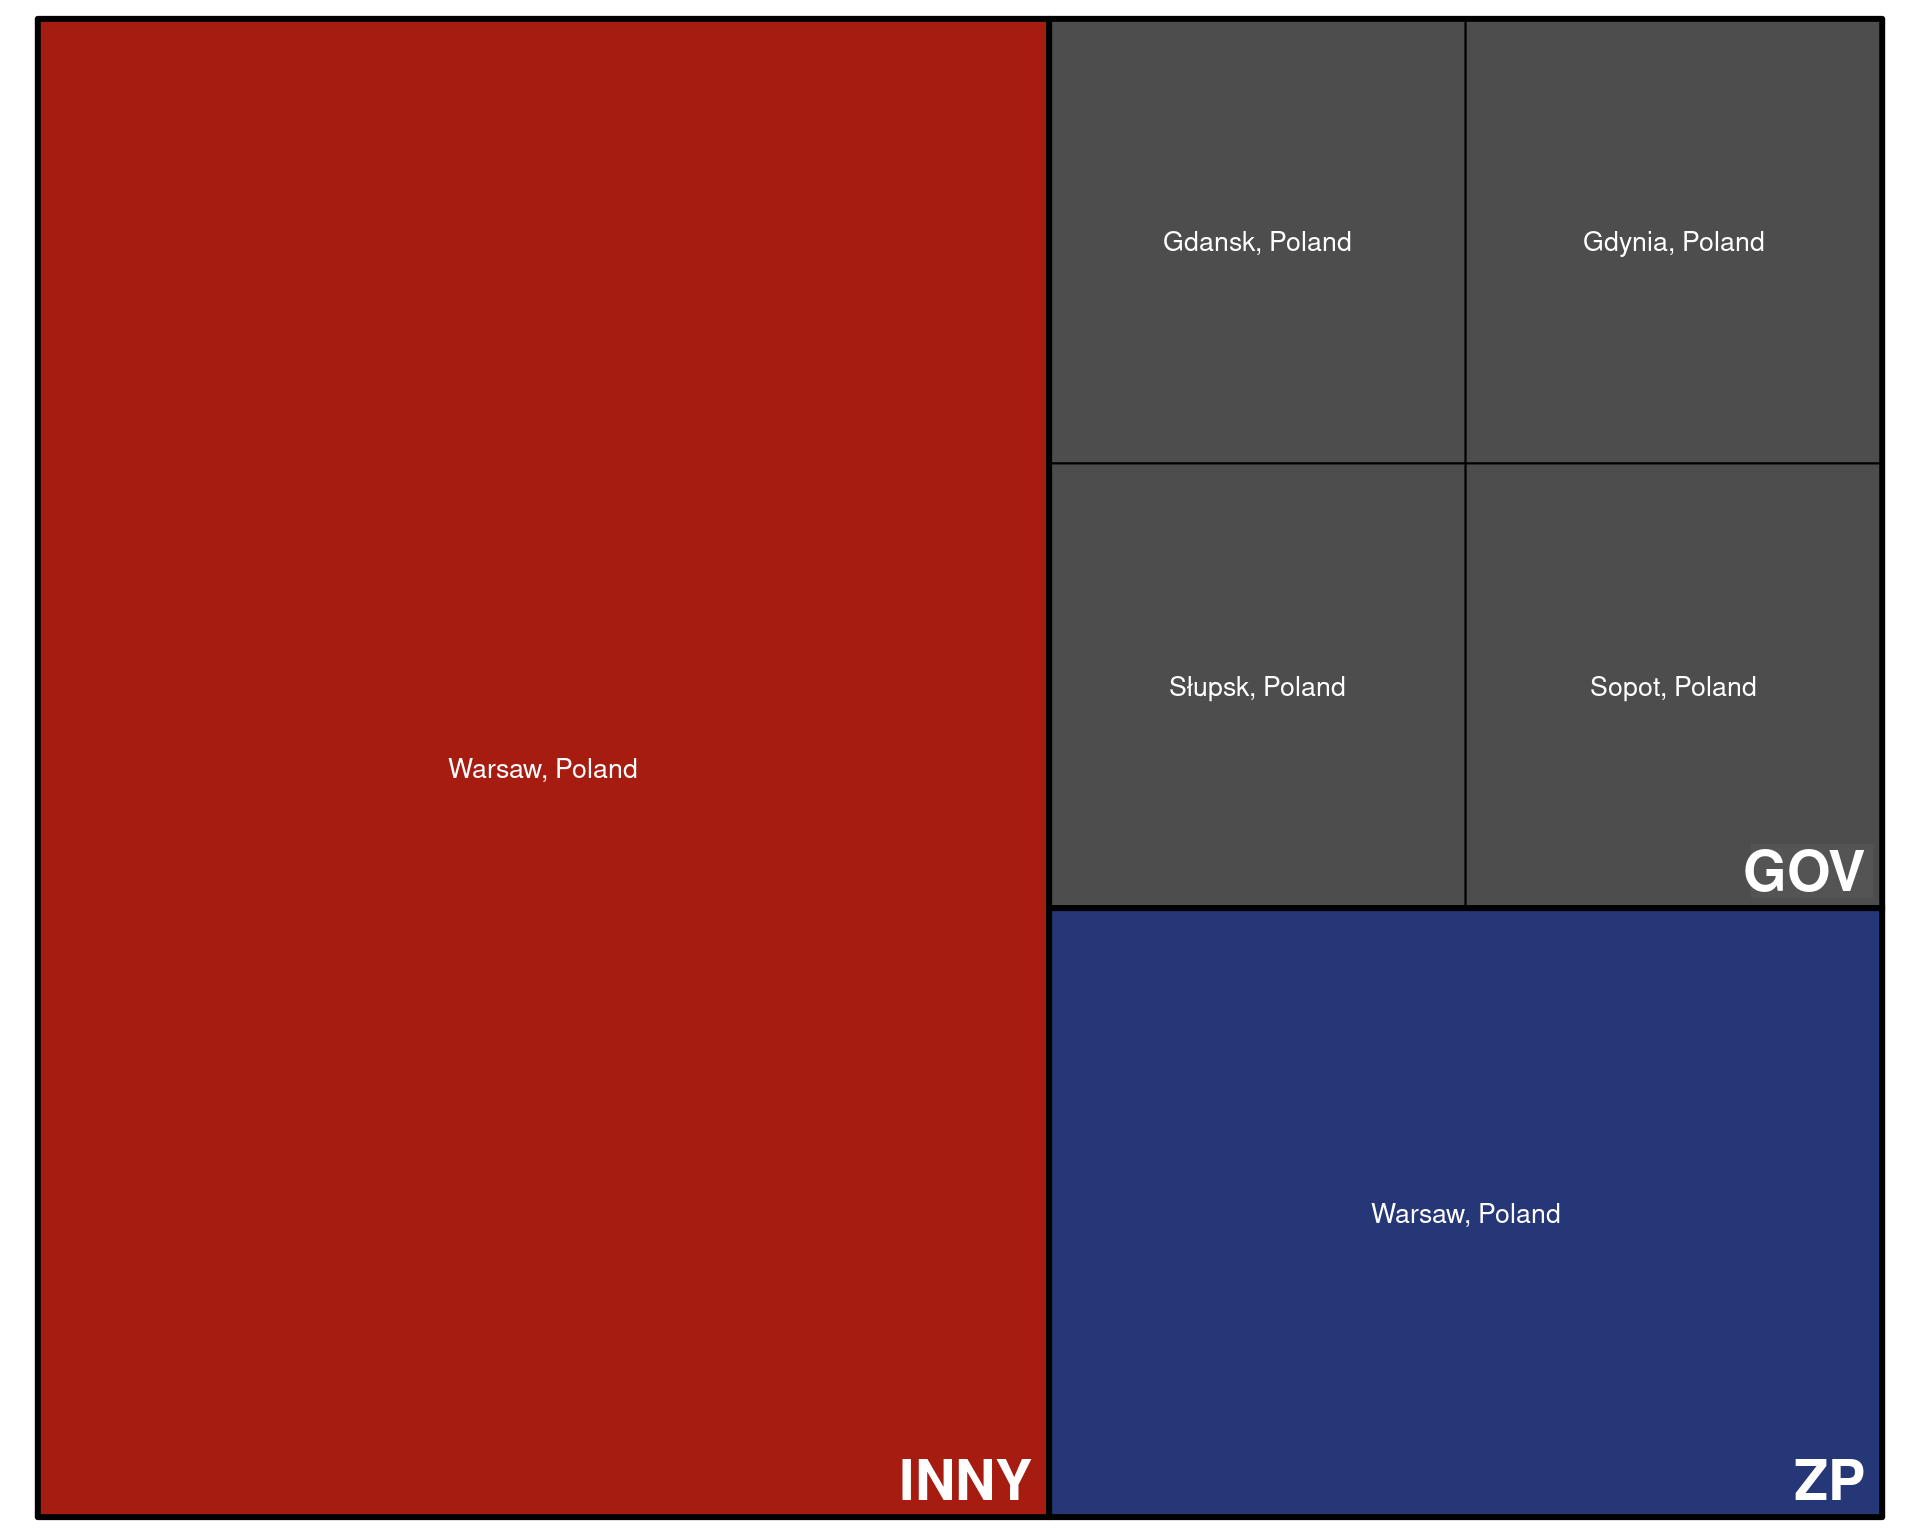 Warsaw, Poland
INNY
Gdansk, Poland
Gdynia, Poland
Słupsk, Poland
Sopot, Poland
GOV
Warsaw, Poland
ZP